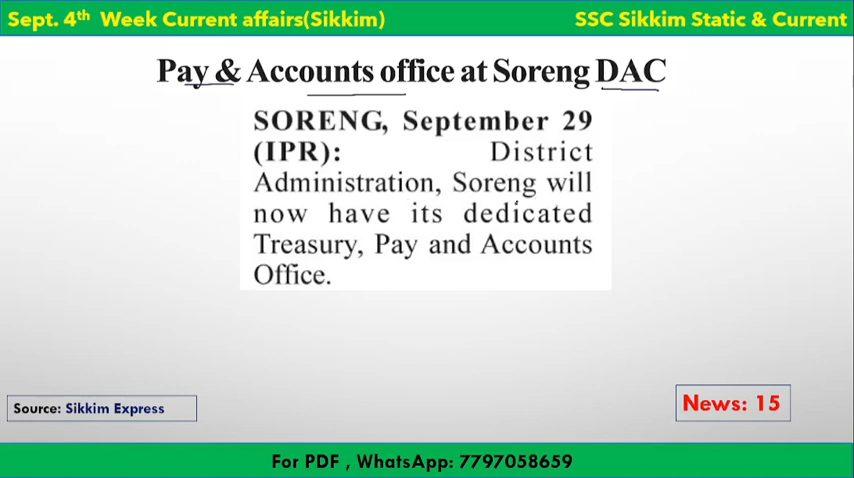 Sept. 4th Week Current affairs(Sikkim)
SSC Sikkim Static & Current
Pay & Accounts office at Soreng DAC
SORENG, September 29
(IPR): District
Administration, Soreng will
now have its dedicated
Treasury, Pay and Accounts
Office.
Source: Sikkim Express
News: 15
For PDF , WhatsApp: 7797058659